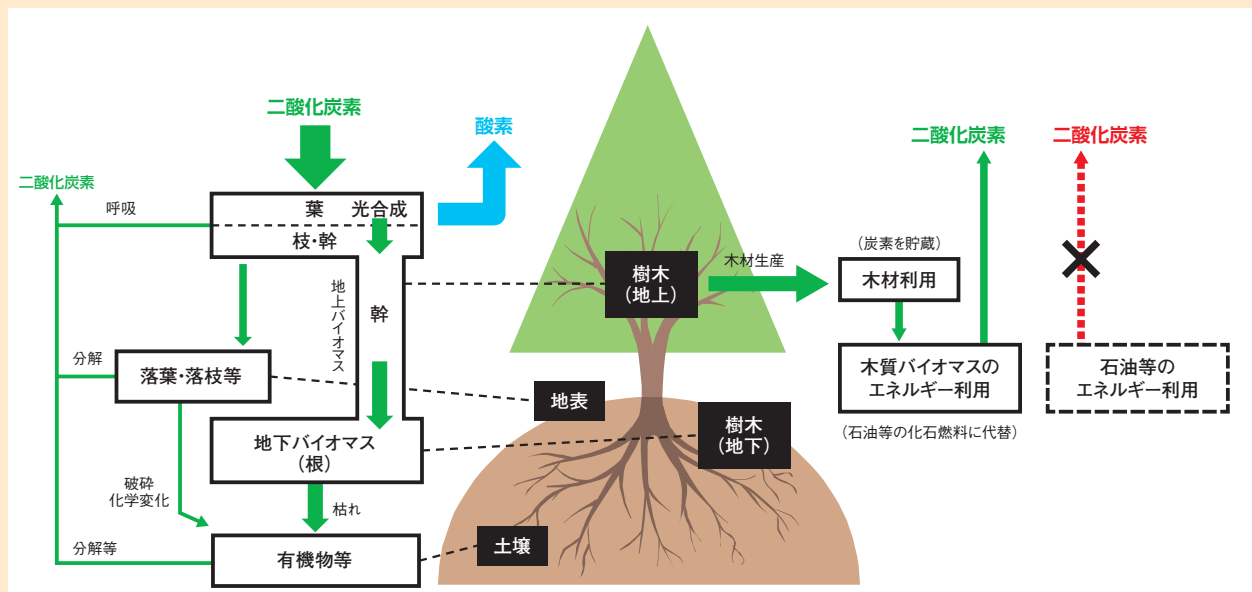 二酸化炭素
酸素
二酸化炭素
呼吸
葉 光合成
枝・幹
地上バイオマス
幹
分解
落葉・落枝等
地下バイオマス
(根)
破砕
化学変化
枯れ
分解等
有機物等
樹木
(地上)
地表
樹木
(地下)
土壌
木材生産
二酸化炭素
二酸化炭素
(炭素を貯蔵)
木材利用
木質バイオマスの
エネルギー利用
(石油等の化石燃料に代替)
石油等の
エネルギー利用